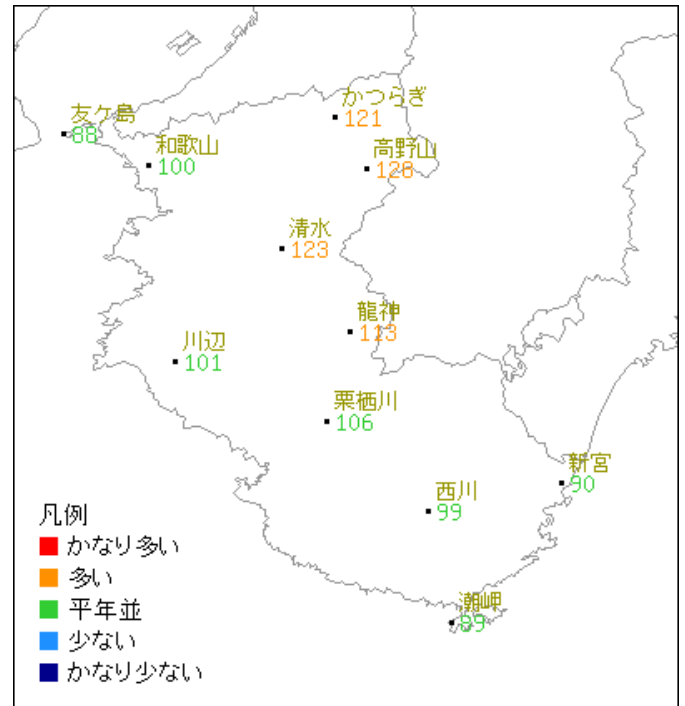 かつらぎ
121
友ケ島
88
和歌山
100
高野山
128
清水
123
龍神
113
川辺
101
栗栖川
106
新宮
90
西川
99
潮岬
89
凡例
かなり多い
多い
平年並
少ない
かなり少ない